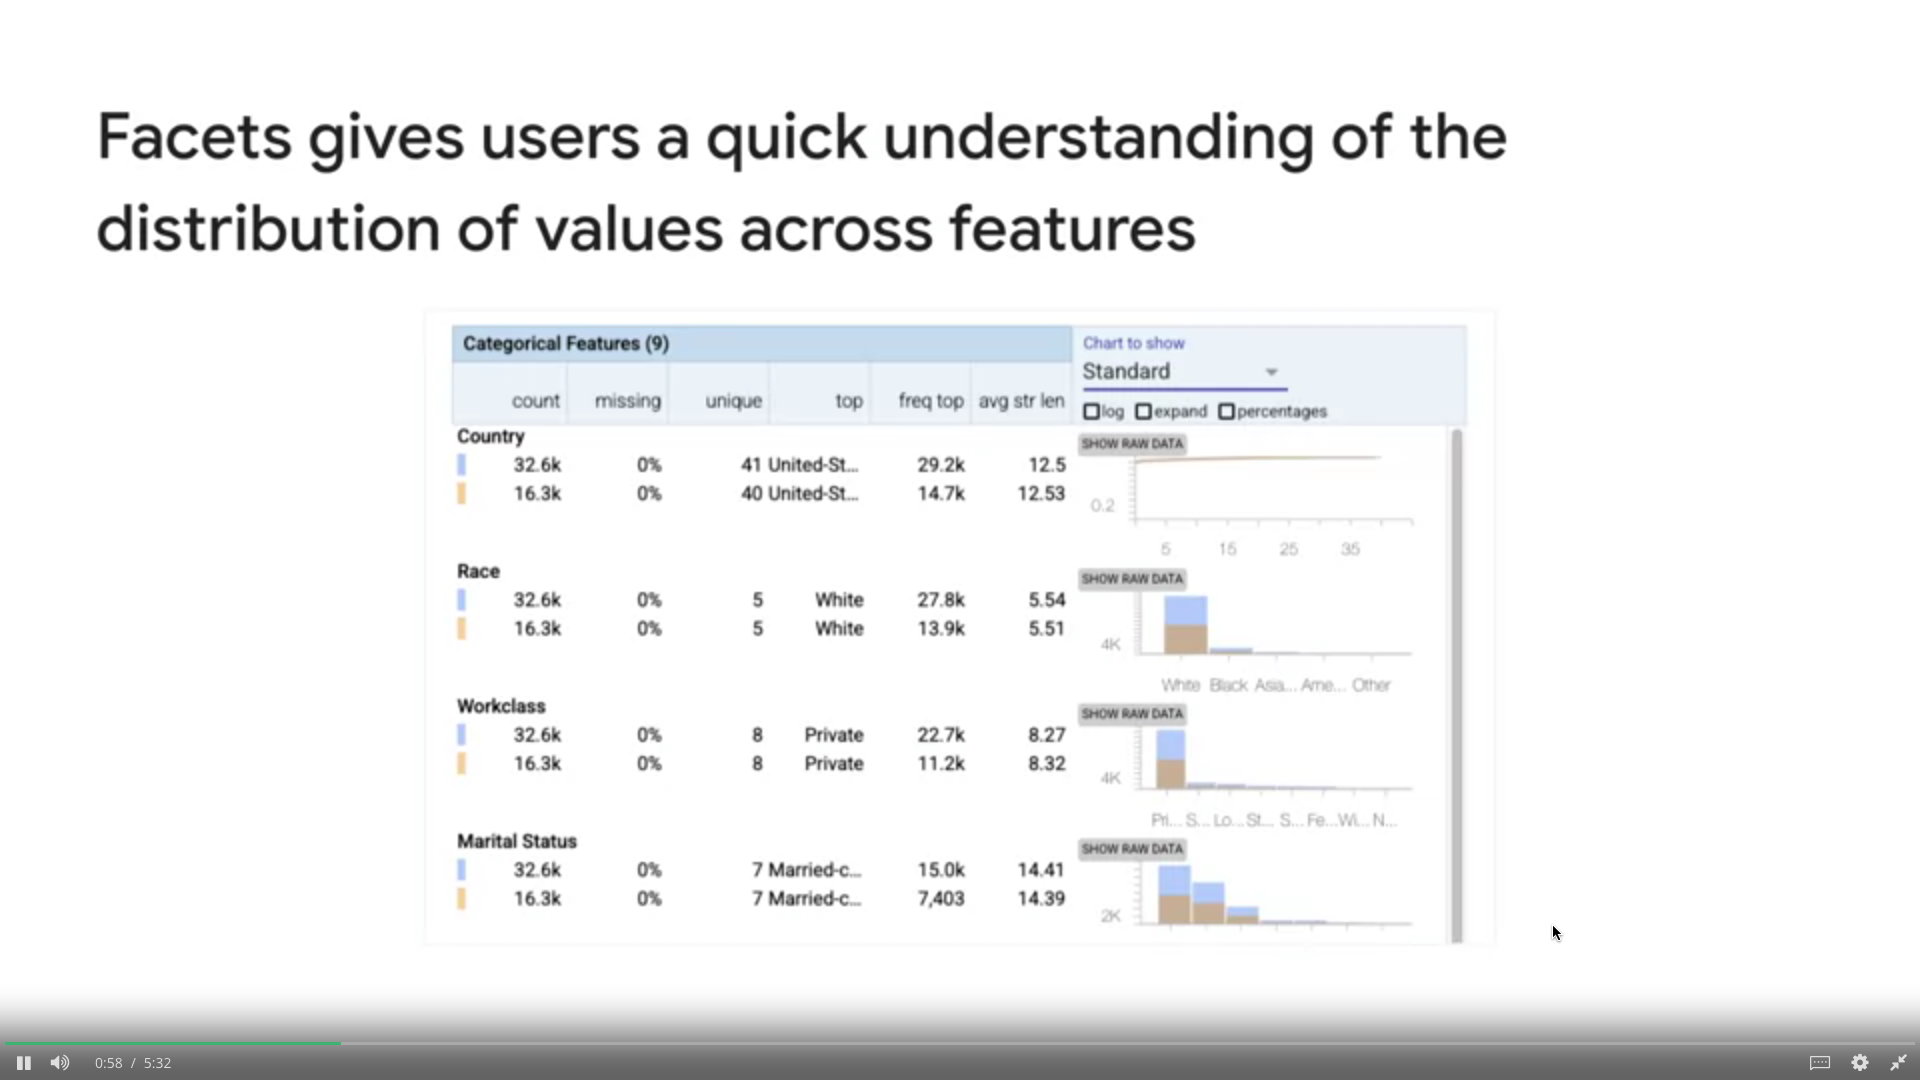 Facets gives users a quick understanding of the
distribution of values across features
Categorical Features (9)
count missing unique top freq top avg str len
Chart to show
Standard
log expand percentages
Country
32.6k 0% 41 United-St... 29.2k 12.5
16.3k 0% 40 United-St... 14.7k 12.53
SHOW RAW DATA
0.2
5 15 25 35
Race
32.6k 0% 5 White 27.8k 5.54
16.3k 0% 5 White 13.9k 5.51
SHOW RAW DATA
4K
White Black Asia... Ame... Other
Workclass
32.6k 0% 8 Private 22.7k 8.27
16.3k 0% 8 Private 11.2k 8.32
SHOW RAW DATA
4K
Pri... S... Lo... St... S... Fe... Wi... N...
Marital Status
32.6k 0% 7 Married-c... 15.0k 14.41
16.3k 0% 7 Married-c... 7,403 14.39
SHOW RAW DATA
2K
0:58 / 5:32